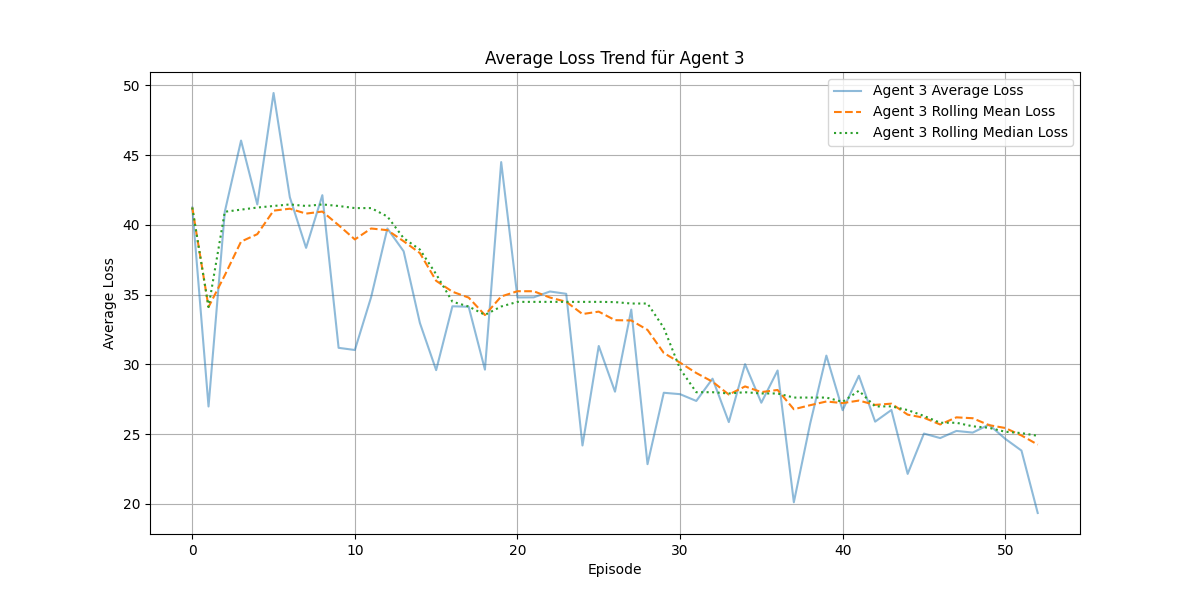 Average Loss Trend für Agent 3
Agent 3 Average Loss
Agent 3 Rolling Mean Loss
Agent 3 Rolling Median Loss
Average Loss
50
45
40
35
30
25
20
0 10 20 30 40 50
Episode